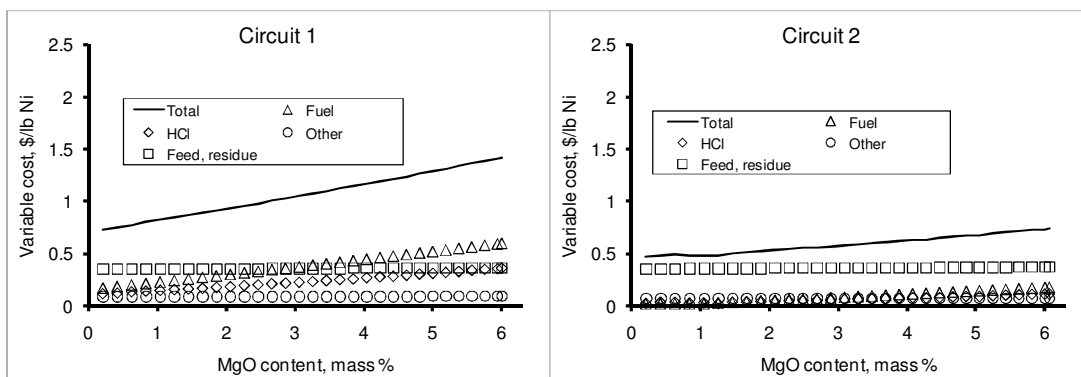 Circuit 1
Variable cost, $/lb Ni
2.5
2
1.5
1
0.5
0
Total
Fuel
HCl
Other
Feed, residue
0 1 2 3 4 5 6
MgO content, mass %
Circuit 2
Variable cost, $/lb Ni
2.5
2
1.5
1
0.5
0
Total
Fuel
HCl
Other
Feed, residue
0 1 2 3 4 5 6
MgO content, mass %